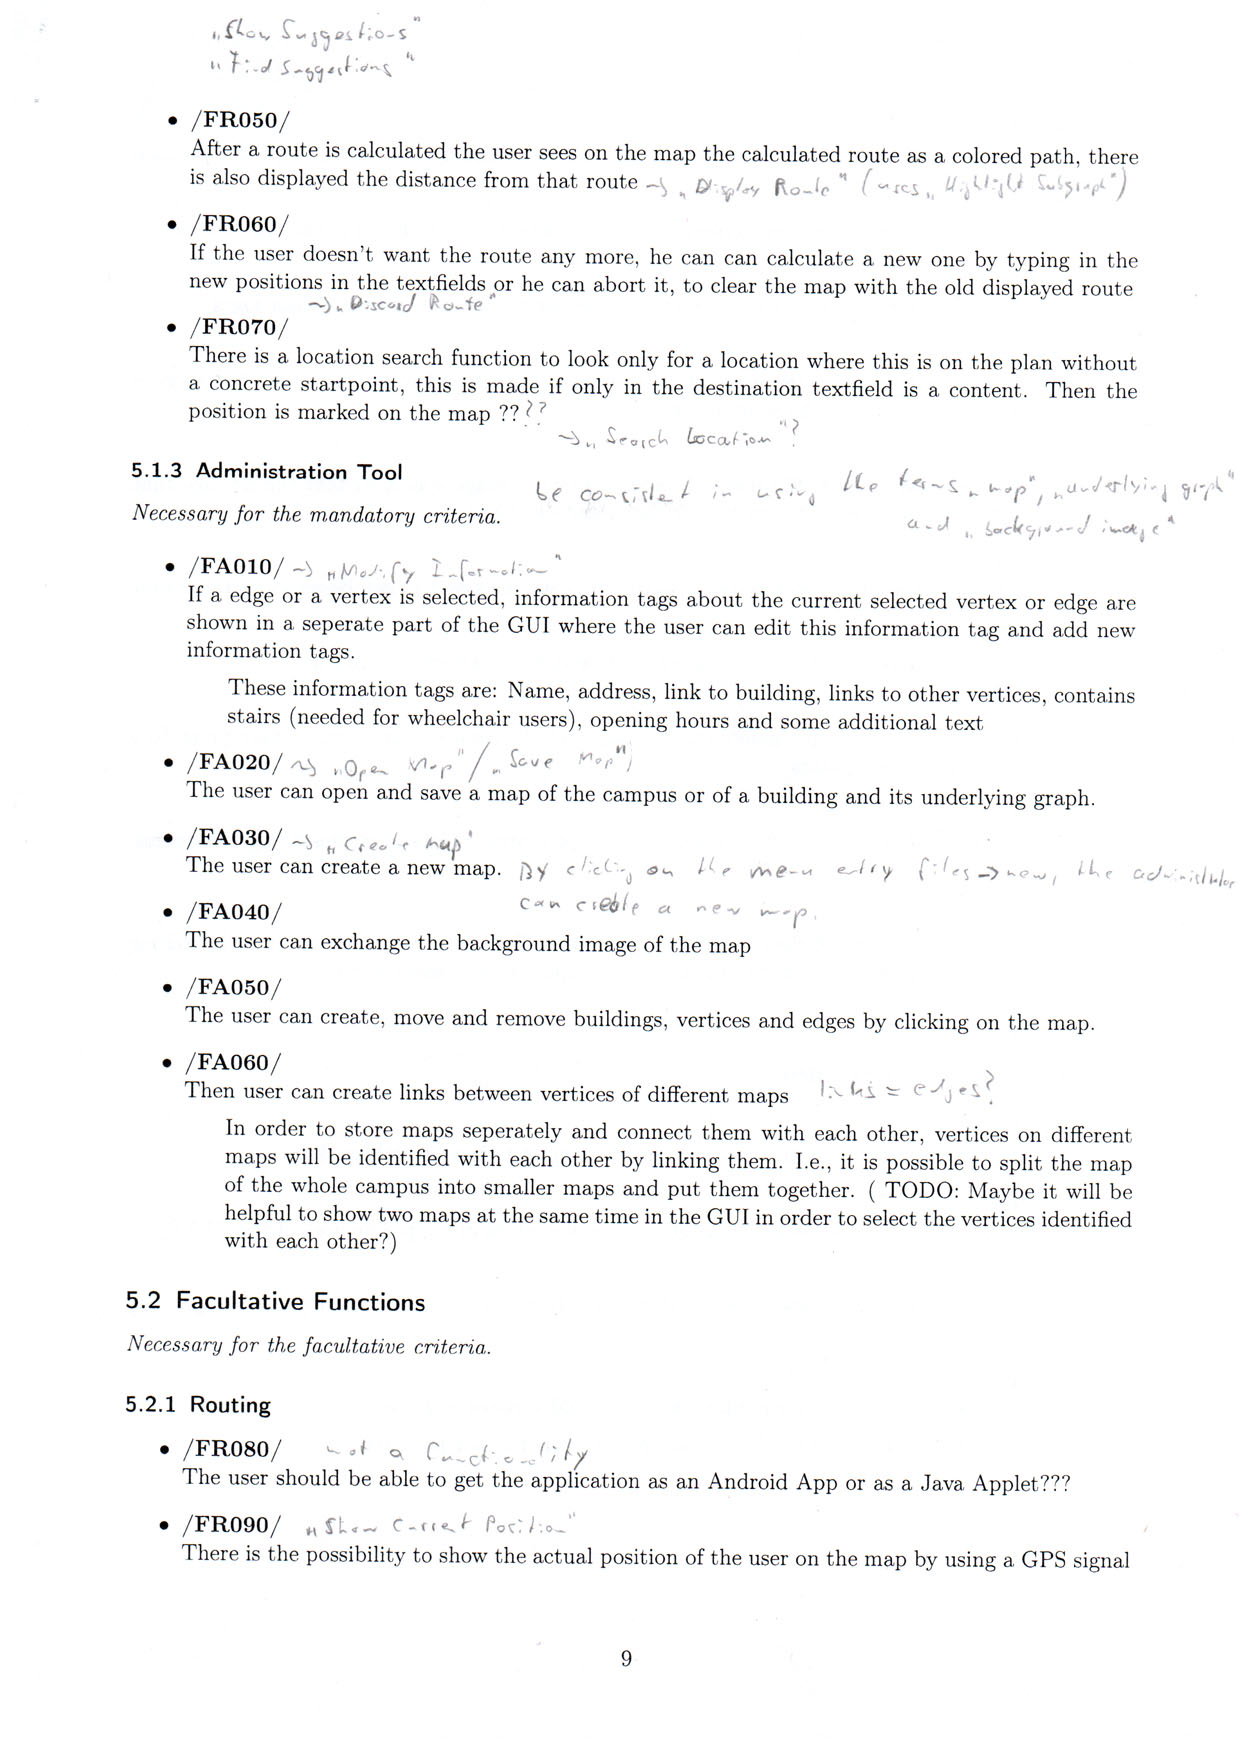 „Show Suggestions"
„Find Suggestions"
• /FR050/
After a route is calculated the user sees on the map the calculated route as a colored path, there
is also displayed the distance from that route → „Display Route" (uses „Highlight Subgraph")
• /FR060/
If the user doesn't want the route any more, he can can calculate a new one by typing in the
new positions in the textfields or he can abort it, to clear the map with the old displayed route
→ „Discard Route"
• /FR070/
There is a location search function to look only for a location where this is on the plan without
a concrete startpoint, this is made if only in the destination textfield is a content. Then the
position is marked on the map ?? ??
→ „Search Location"?
5.1.3 Administration Tool
be consistent in using the terms „map", „underlying graph"
Necessary for the mandatory criteria.
and „background image"
• /FA010/ → „Modify Information"
If a edge or a vertex is selected, information tags about the current selected vertex or edge are
shown in a seperate part of the GUI where the user can edit this information tag and add new
information tags.
These information tags are: Name, address, link to building, links to other vertices, contains
stairs (needed for wheelchair users), opening hours and some additional text
• /FA020/ → „Open Map" / „Save Map"
The user can open and save a map of the campus or of a building and its underlying graph.
• /FA030/ → „Create map"
The user can create a new map. By clicking on the menu entry files → new, the administrator
can create a new map.
• /FA040/
The user can exchange the background image of the map
• /FA050/
The user can create, move and remove buildings, vertices and edges by clicking on the map.
• /FA060/
Then user can create links between vertices of different maps links = edges?
In order to store maps seperately and connect them with each other, vertices on different
maps will be identified with each other by linking them. I.e., it is possible to split the map
of the whole campus into smaller maps and put them together. ( TODO: Maybe it will be
helpful to show two maps at the same time in the GUI in order to select the vertices identified
with each other?)
5.2 Facultative Functions
Necessary for the facultative criteria.
5.2.1 Routing
• /FR080/ not a functionality
The user should be able to get the application as an Android App or as a Java Applet???
• /FR090/ „Show Current Position"
There is the possibility to show the actual position of the user on the map by using a GPS signal
9